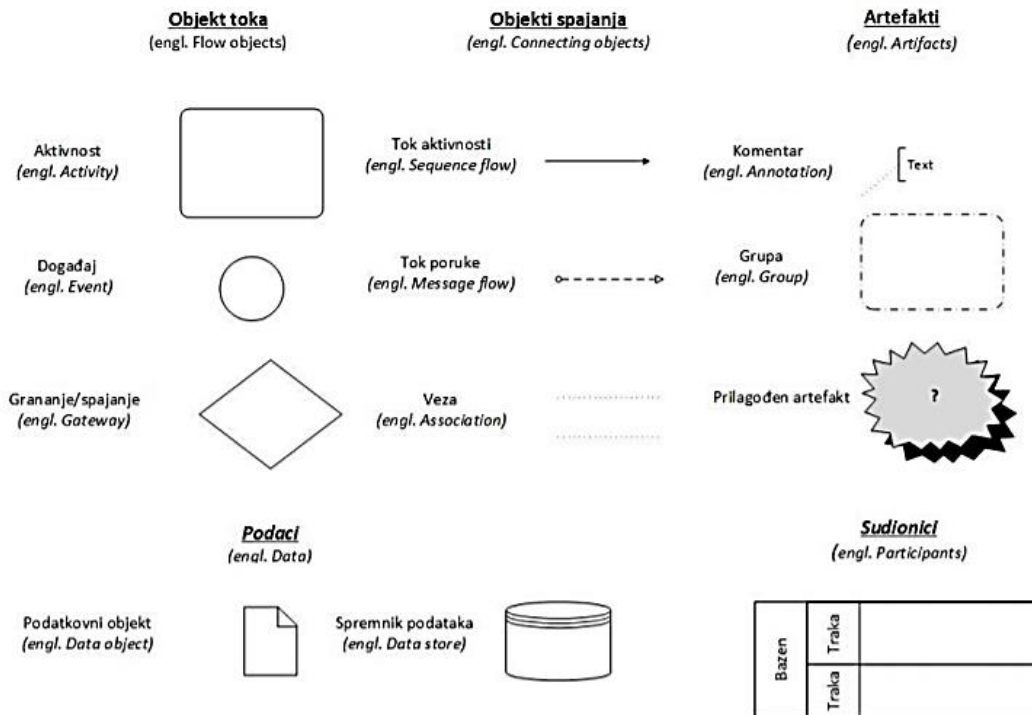 Objekt toka
(engl. Flow objects)
Objekti spajanja
(engl. Connecting objects)
Artefakti
(engl. Artifacts)
Aktivnost
(engl. Activity)
Tok aktivnosti
(engl. Sequence flow)
Komentar
(engl. Annotation)
Text
Događaj
(engl. Event)
Tok poruke
(engl. Message flow)
Grupa
(engl. Group)
Grananje/spajanje
(engl. Gateway)
Veza
(engl. Association)
Prilagođen artefakt
?
Podaci
(engl. Data)
Sudionici
(engl. Participants)
Podatkovni objekt
(engl. Data object)
Spremnik podataka
(engl. Data store)
Bazen
Traka
Traka